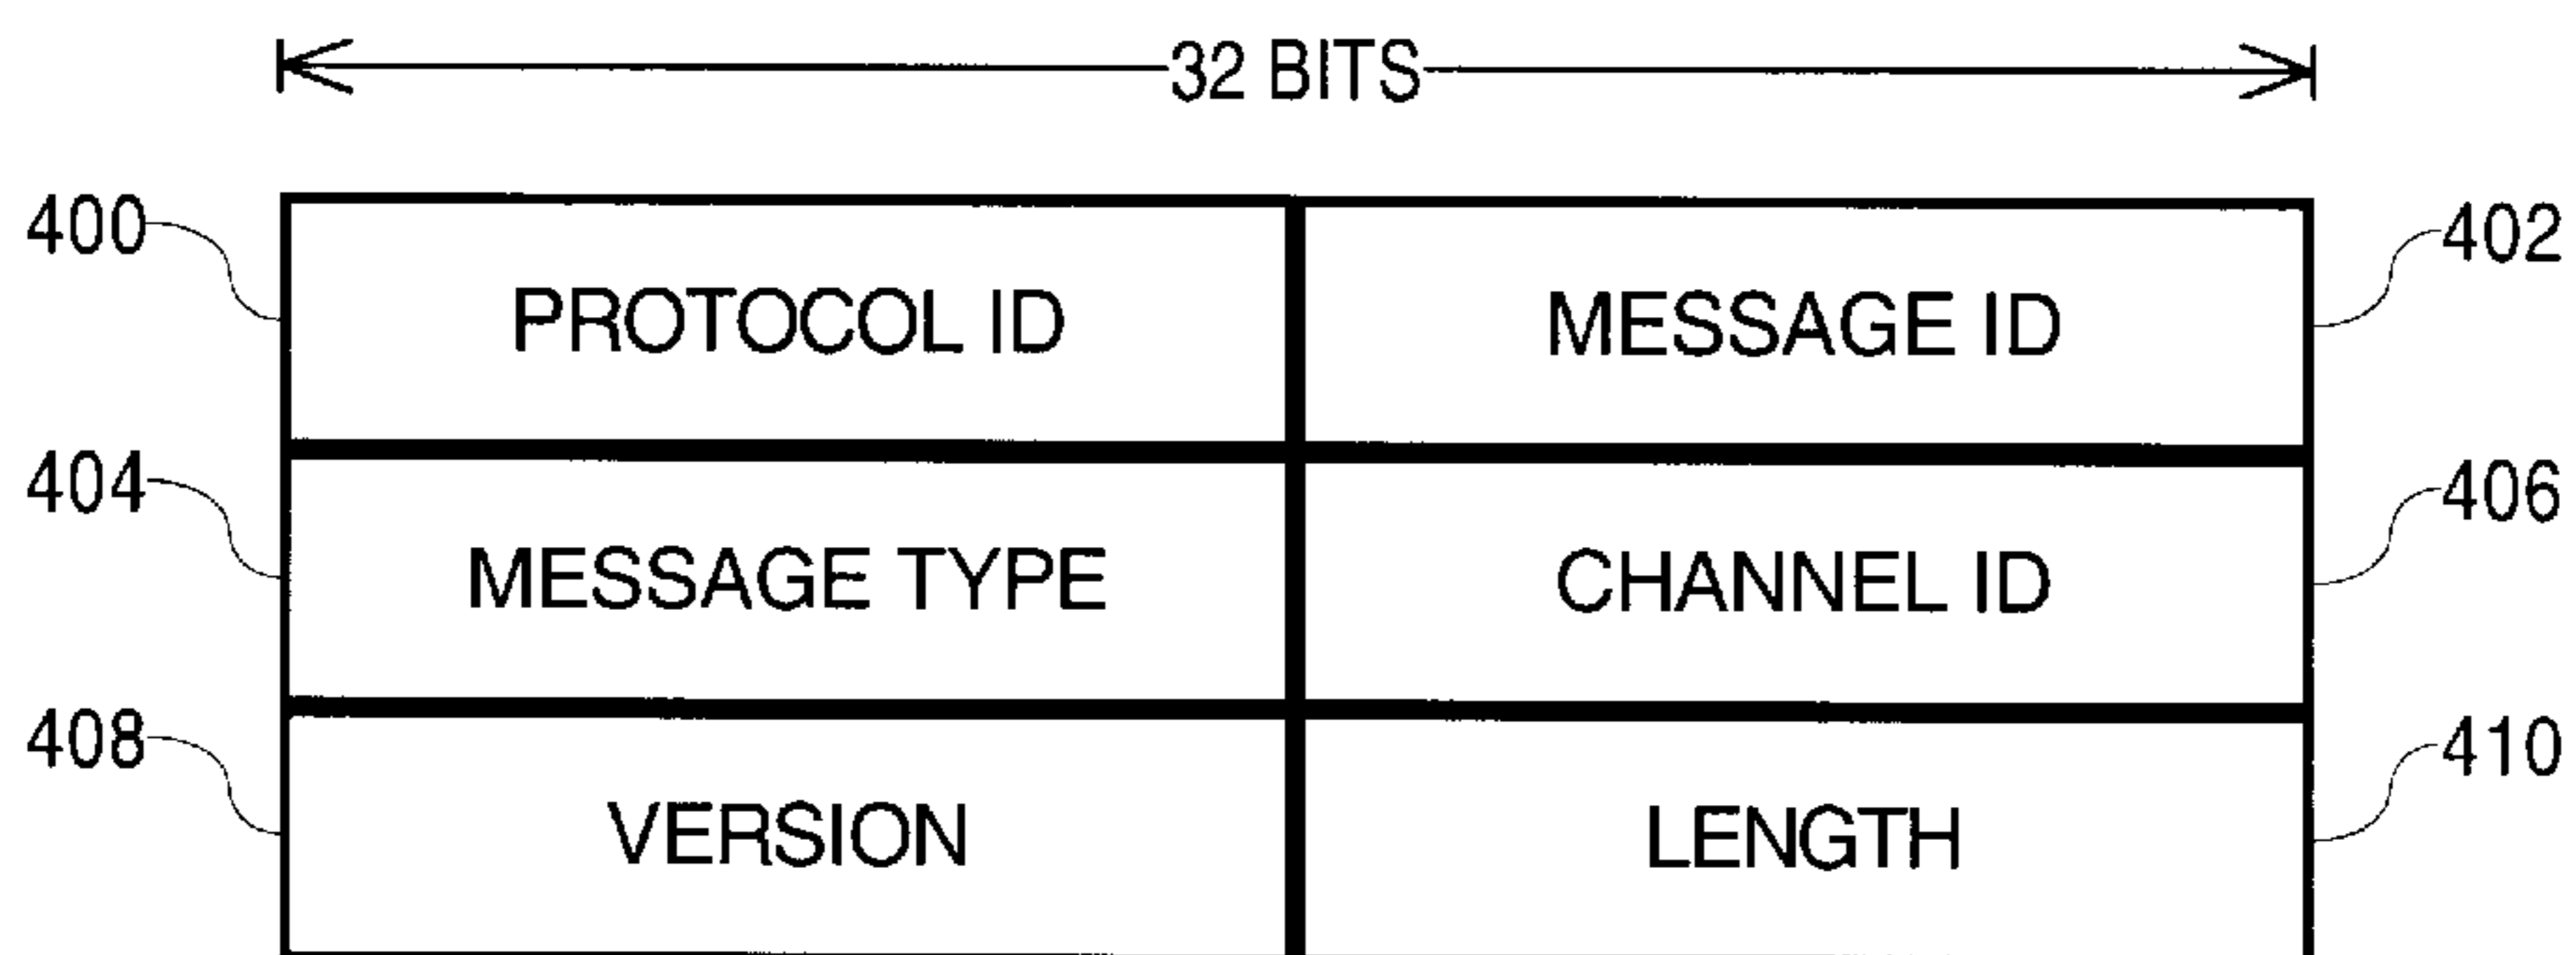 32 BITS
400 PROTOCOL ID MESSAGE ID 402
404 MESSAGE TYPE CHANNEL ID 406
408 VERSION LENGTH 410